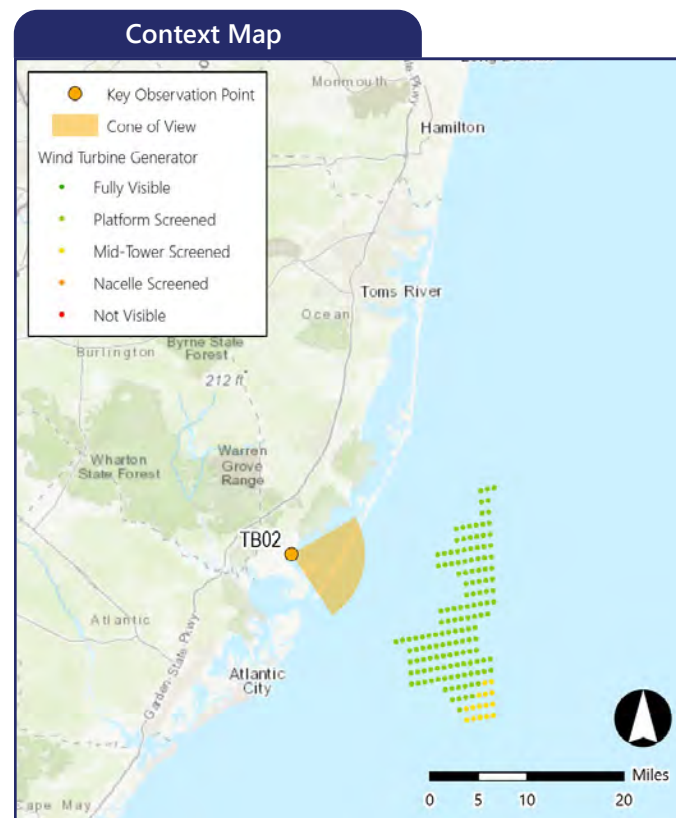 Context Map
Monmouth
Key Observation Point
Cone of View
Wind Turbine Generator
Fully Visible
Platform Screened
Mid-Tower Screened
Nacelle Screened
Not Visible
Hamilton
Toms River
Ocean
Burlington
Byrne State
Forest
212 ft
Wharton
State Forest
Warren
Grove
Range
TB02
Atlantic
Garden State Pkwy
Atlantic
City
Cape May
Miles
0 5 10 20